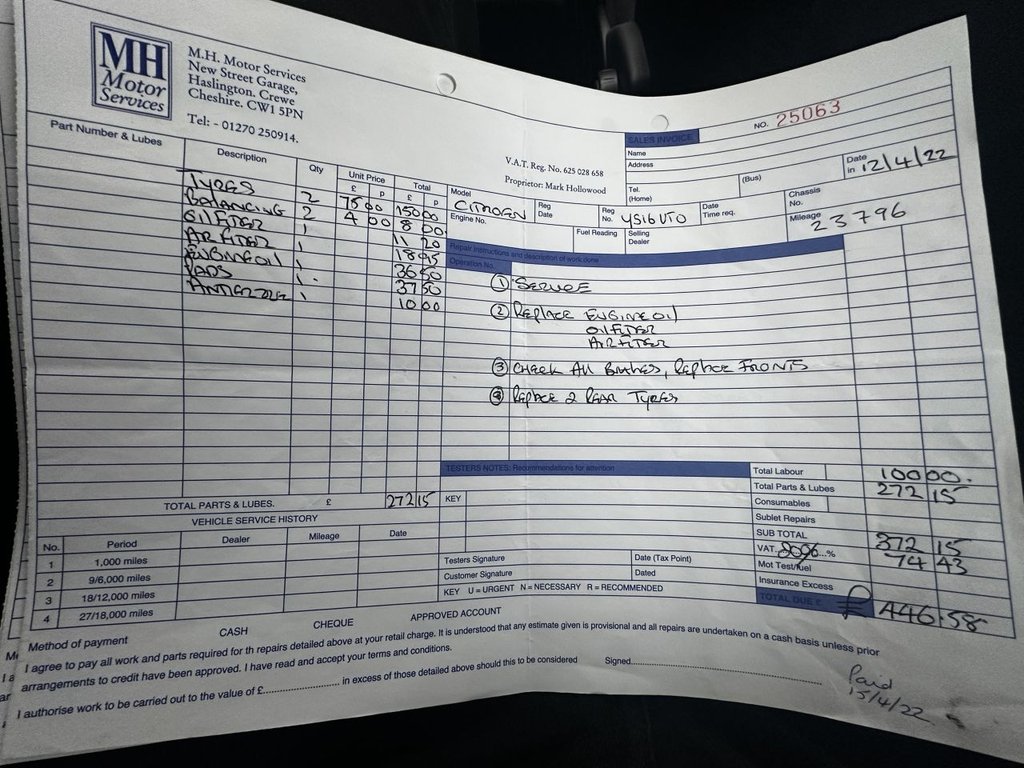 MH
Motor
Services
M.H. Motor Services
New Street Garage,
Haslington. Crewe
Cheshire. CW1 5PN
Tel: - 01270 250914.
V.A.T. Reg. No. 625 028 658
Proprietor: Mark Hollowood
NO. 25063
SALES INVOICE
Name
Address
Tel.
(Home)
(Bus)
Date in 12/4/22
Part Number & Lubes Description Qty Unit Price £ p Total £ p
TYRES 2 75 00 150 00
BALANCING 2 4 00 8 00
OIL FITER 1 11 20
AIR FITER 1 18 95
ENGINE OIL 1 36 50
PADS 1 37 50
1 10 00
Model CITROEN
Reg Date
Reg No. YS16 UTO
Date Time req.
Chassis No.
Engine No.
Fuel Reading
Selling Dealer
Mileage 23796
Repair instructions and description of work done
Operation No.
① SERVICE
② REPLACE ENGINE OIL
OIL FITER
AIR FITER
③ CHECK ALL BRAKES, REPLACE FRONTS
④ REPLACE 2 REAR TYRES
TESTERS NOTES: Recommendations for attention
KEY
TOTAL PARTS & LUBES. £ 272 15
VEHICLE SERVICE HISTORY
No. Period Dealer Mileage Date
1 1,000 miles
2 9/6,000 miles
3 18/12,000 miles
4 27/18,000 miles
Testers Signature Date (Tax Point)
Customer Signature Dated
KEY U = URGENT N = NECESSARY R = RECOMMENDED
Total Labour 100 00.
Total Parts & Lubes 272 15
Consumables
Sublet Repairs
SUB TOTAL 372 15
VAT 20% ...% 74 43
Mot Test/fuel
Insurance Excess
TOTAL DUE £ £ 446.58
Method of payment CASH CHEQUE APPROVED ACCOUNT
I agree to pay all work and parts required for th repairs detailed above at your retail charge. It is understood that any estimate given is provisional and all repairs are undertaken on a cash basis unless prior
arrangements to credit have been approved. I have read and accept your terms and conditions.
I authorise work to be carried out to the value of £.......................... in excess of those detailed above should this to be considered Signed..................................................
Paid
15/4/22